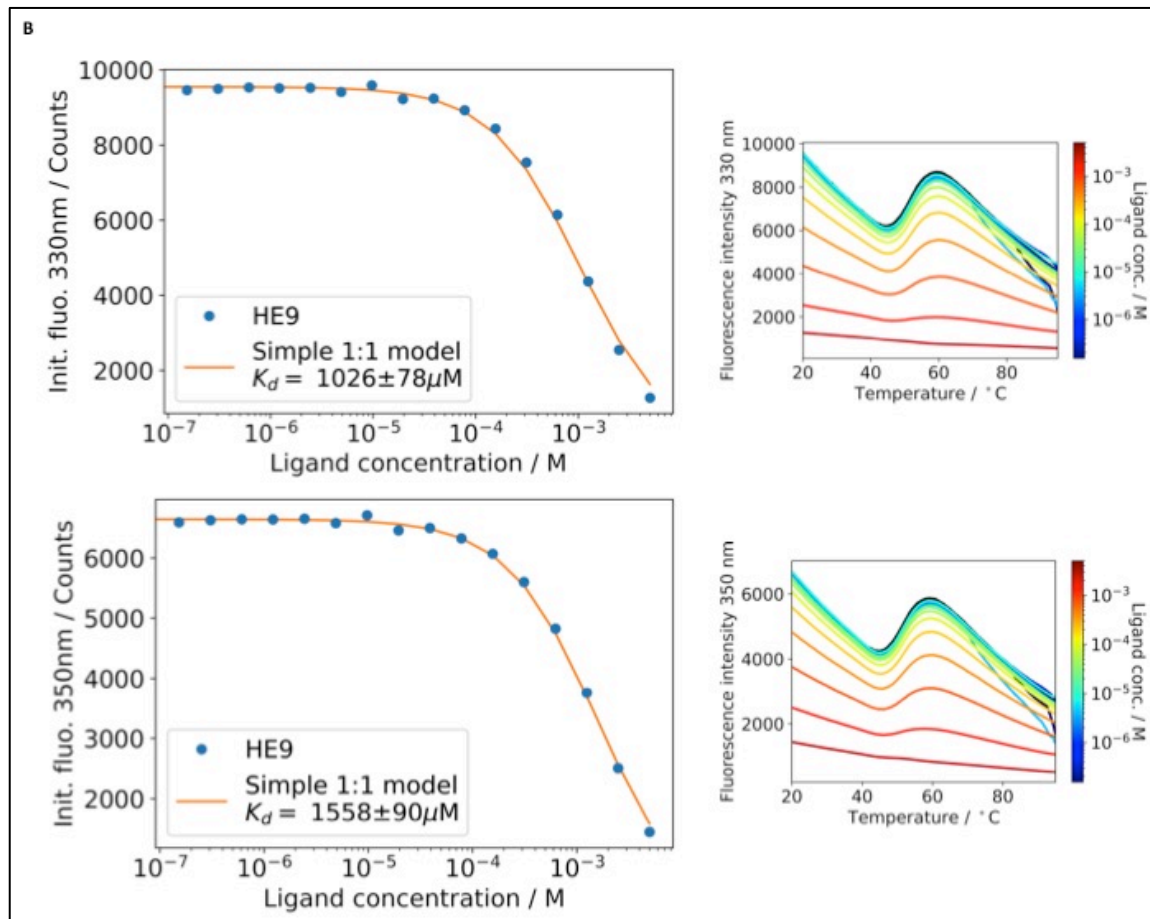 B
Init. fluo. 330nm / Counts
10000
8000
6000
4000
2000
HE9
Simple 1:1 model
K_d = 1026±78μM
10⁻⁷ 10⁻⁶ 10⁻⁵ 10⁻⁴ 10⁻³
Ligand concentration / M
Fluorescence intensity 330 nm
10000
8000
6000
4000
2000
20 40 60 80
Temperature / °C
10⁻³
10⁻⁴
10⁻⁵
10⁻⁶
Ligand conc. / M
Init. fluo. 350nm / Counts
6000
5000
4000
3000
2000
HE9
Simple 1:1 model
K_d = 1558±90μM
10⁻⁷ 10⁻⁶ 10⁻⁵ 10⁻⁴ 10⁻³
Ligand concentration / M
Fluorescence intensity 350 nm
6000
4000
2000
20 40 60 80
Temperature / °C
10⁻³
10⁻⁴
10⁻⁵
10⁻⁶
Ligand conc. / M